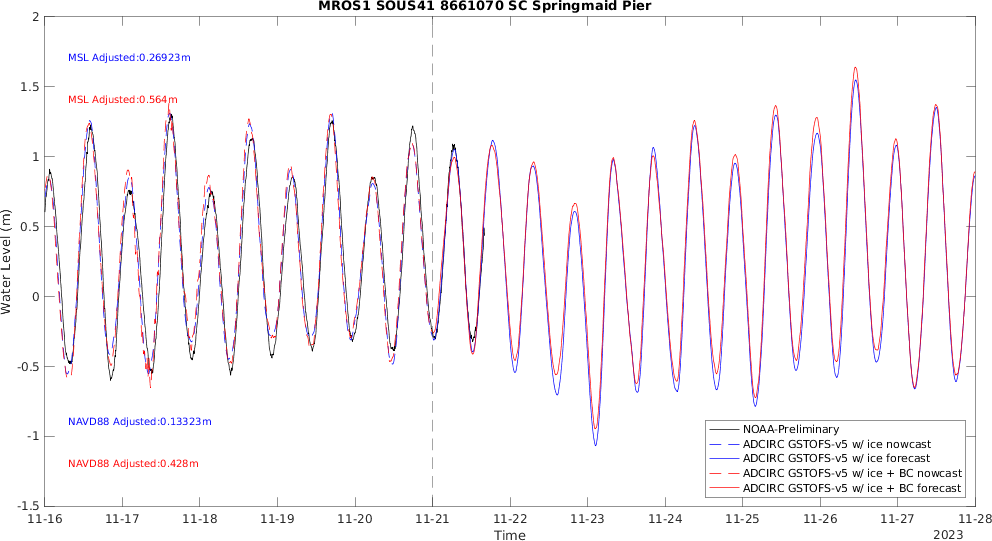 MROS1 SOUS41 8661070 SC Springmaid Pier
2
1.5
1
0.5
0
-0.5
-1
-1.5
Water Level (m)
MSL Adjusted:0.26923m
MSL Adjusted:0.564m
NAVD88 Adjusted:0.13323m
NAVD88 Adjusted:0.428m
NOAA-Preliminary
ADCIRC GSTOFS-v5 w/ ice nowcast
ADCIRC GSTOFS-v5 w/ ice forecast
ADCIRC GSTOFS-v5 w/ ice + BC nowcast
ADCIRC GSTOFS-v5 w/ ice + BC forecast
11-16 11-17 11-18 11-19 11-20 11-21 11-22 11-23 11-24 11-25 11-26 11-27 11-28
Time
2023